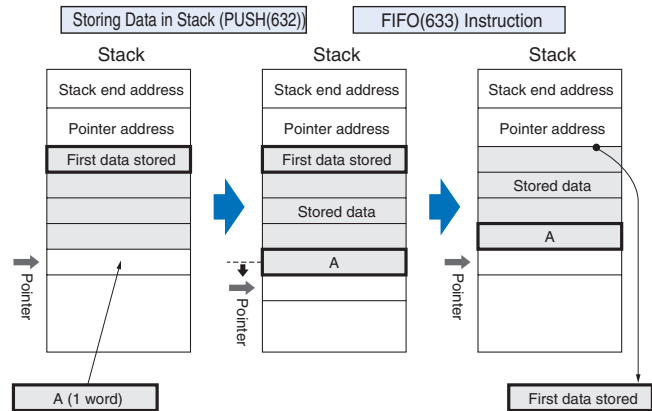 Storing Data in Stack (PUSH(632))
FIFO(633) Instruction
Stack
Stack end address
Pointer address
First data stored
Pointer
A (1 word)
Stack
Stack end address
Pointer address
First data stored
Stored data
A
Pointer
Stack
Stack end address
Pointer address
Stored data
A
Pointer
First data stored